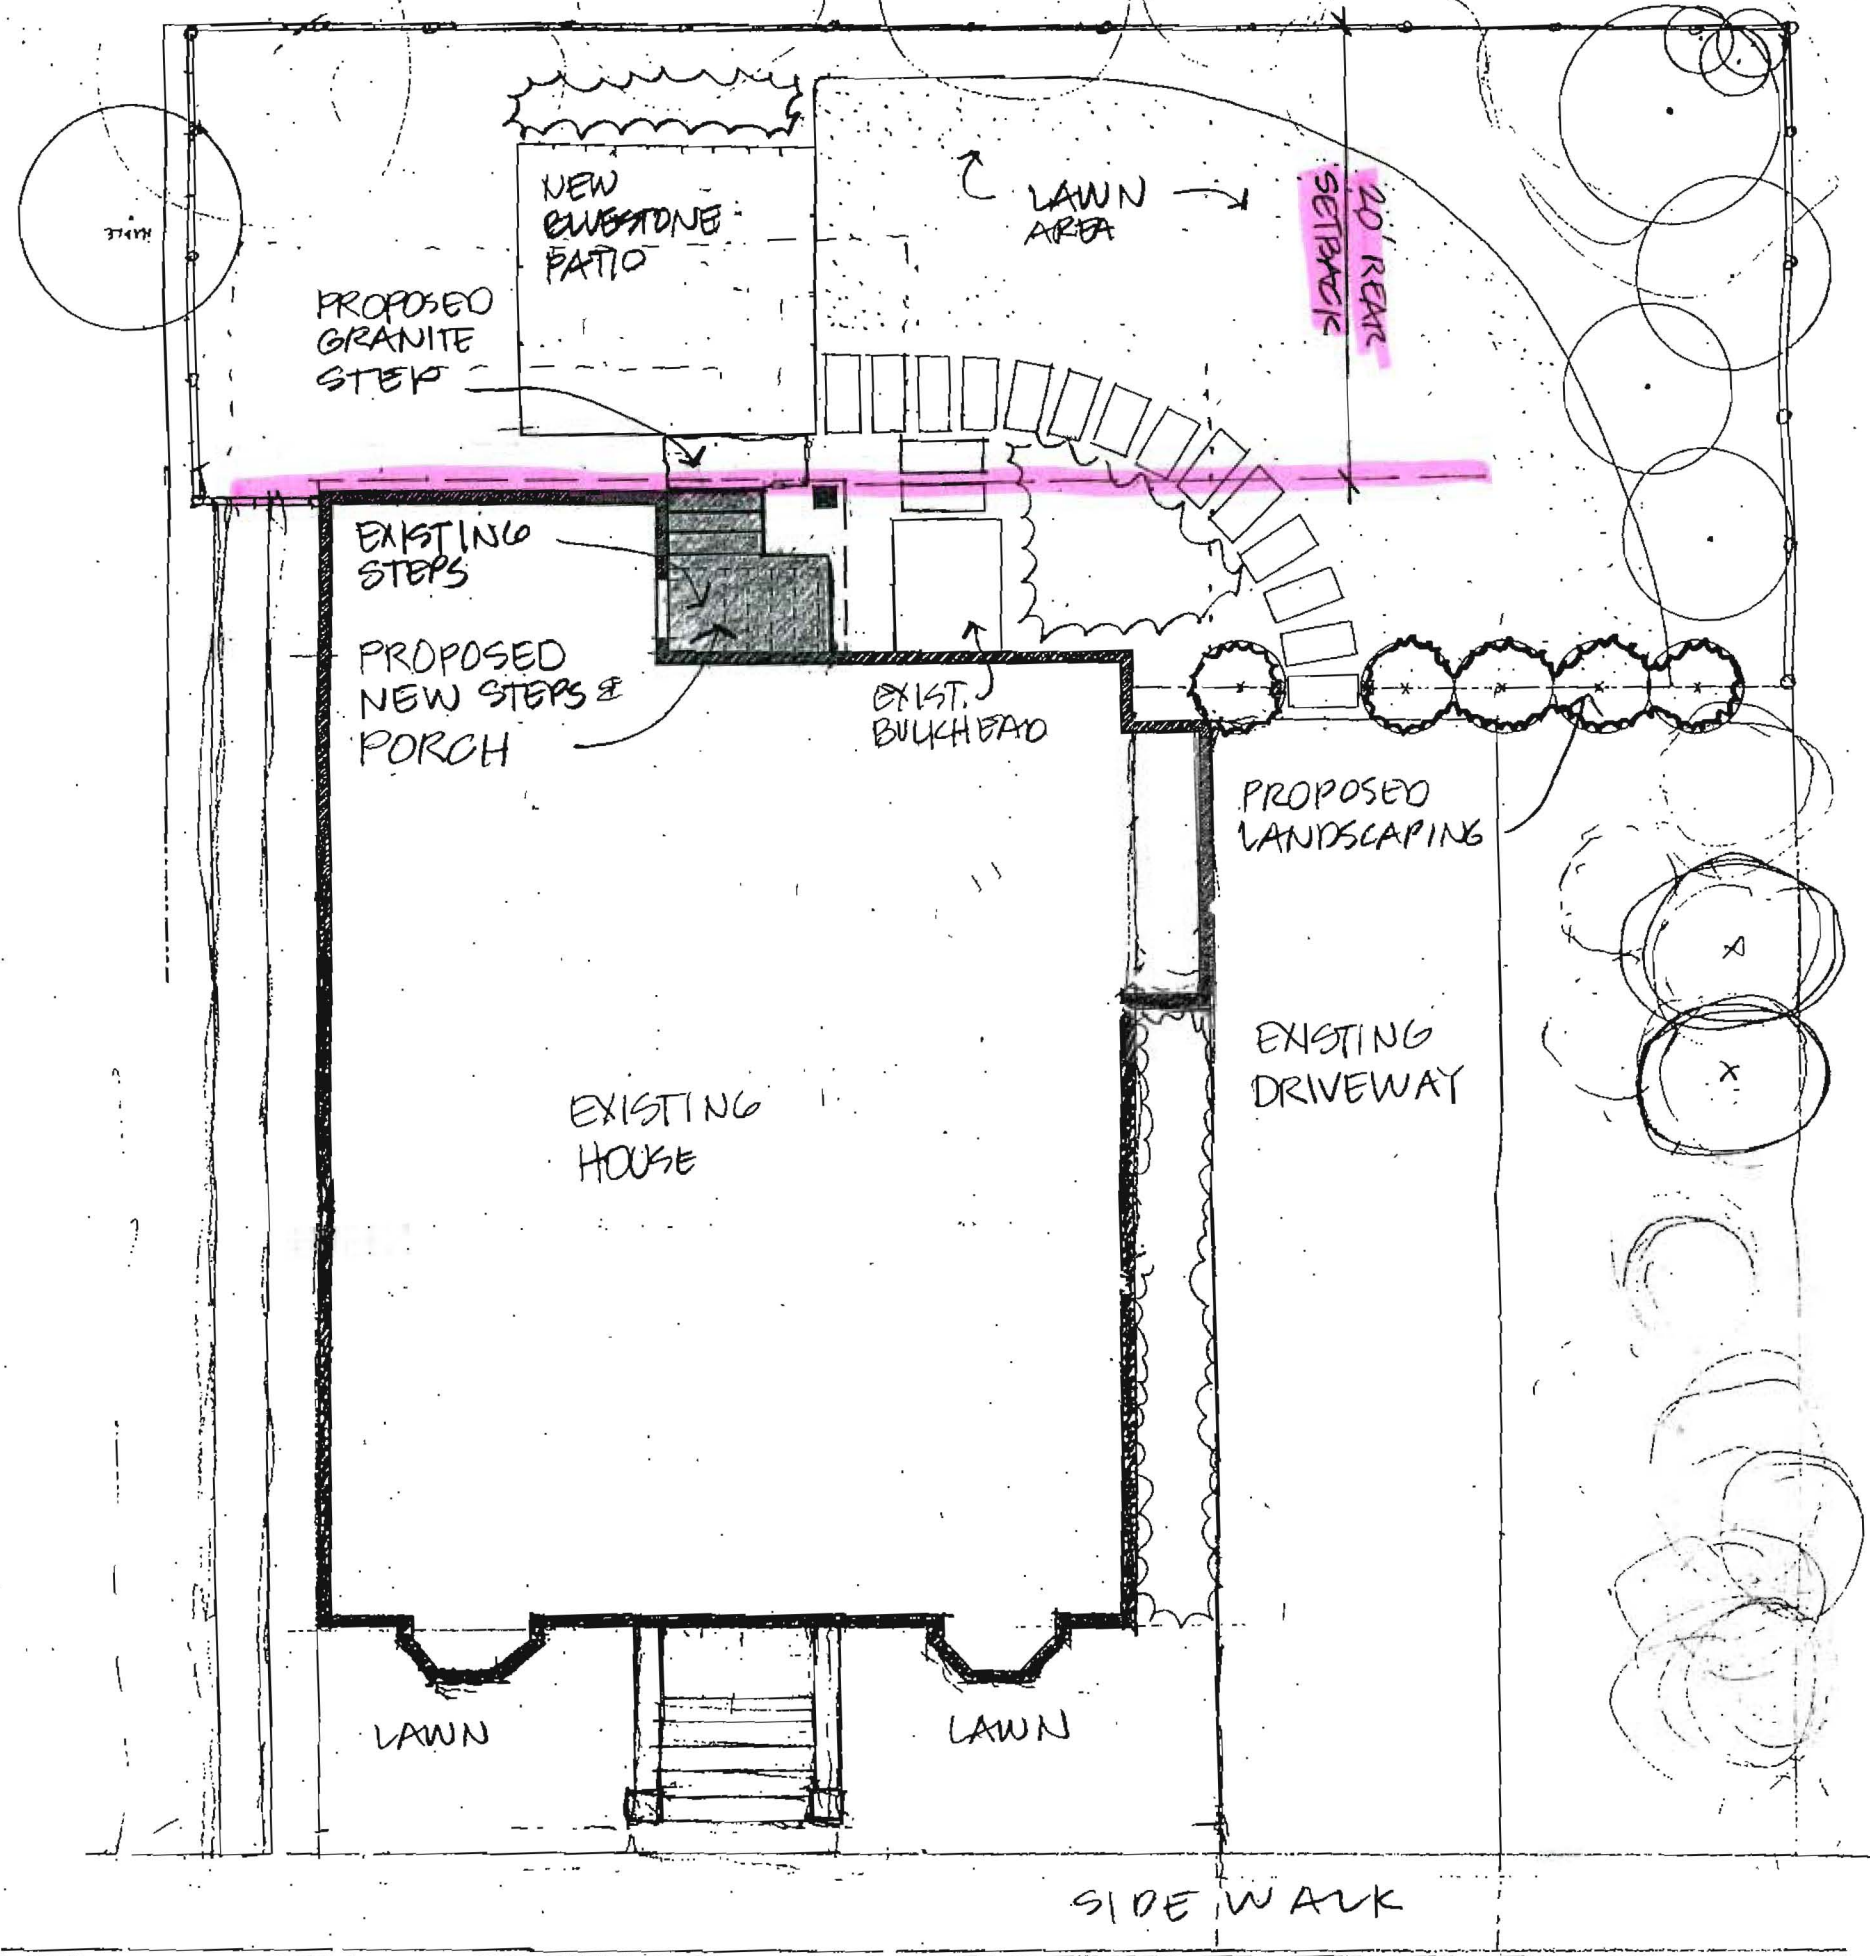 NEW
BLUESTONE
PATIO
LAWN
AREA
20' REAR
SETBACK
MAPLE
PROPOSED
GRANITE
STEP
EXISTING
STEPS
PROPOSED
NEW STEPS &
PORCH
EXIST.
BULKHEAD
PROPOSED
LANDSCAPING
EXISTING
HOUSE
EXISTING
DRIVEWAY
LAWN
LAWN
SIDEWALK